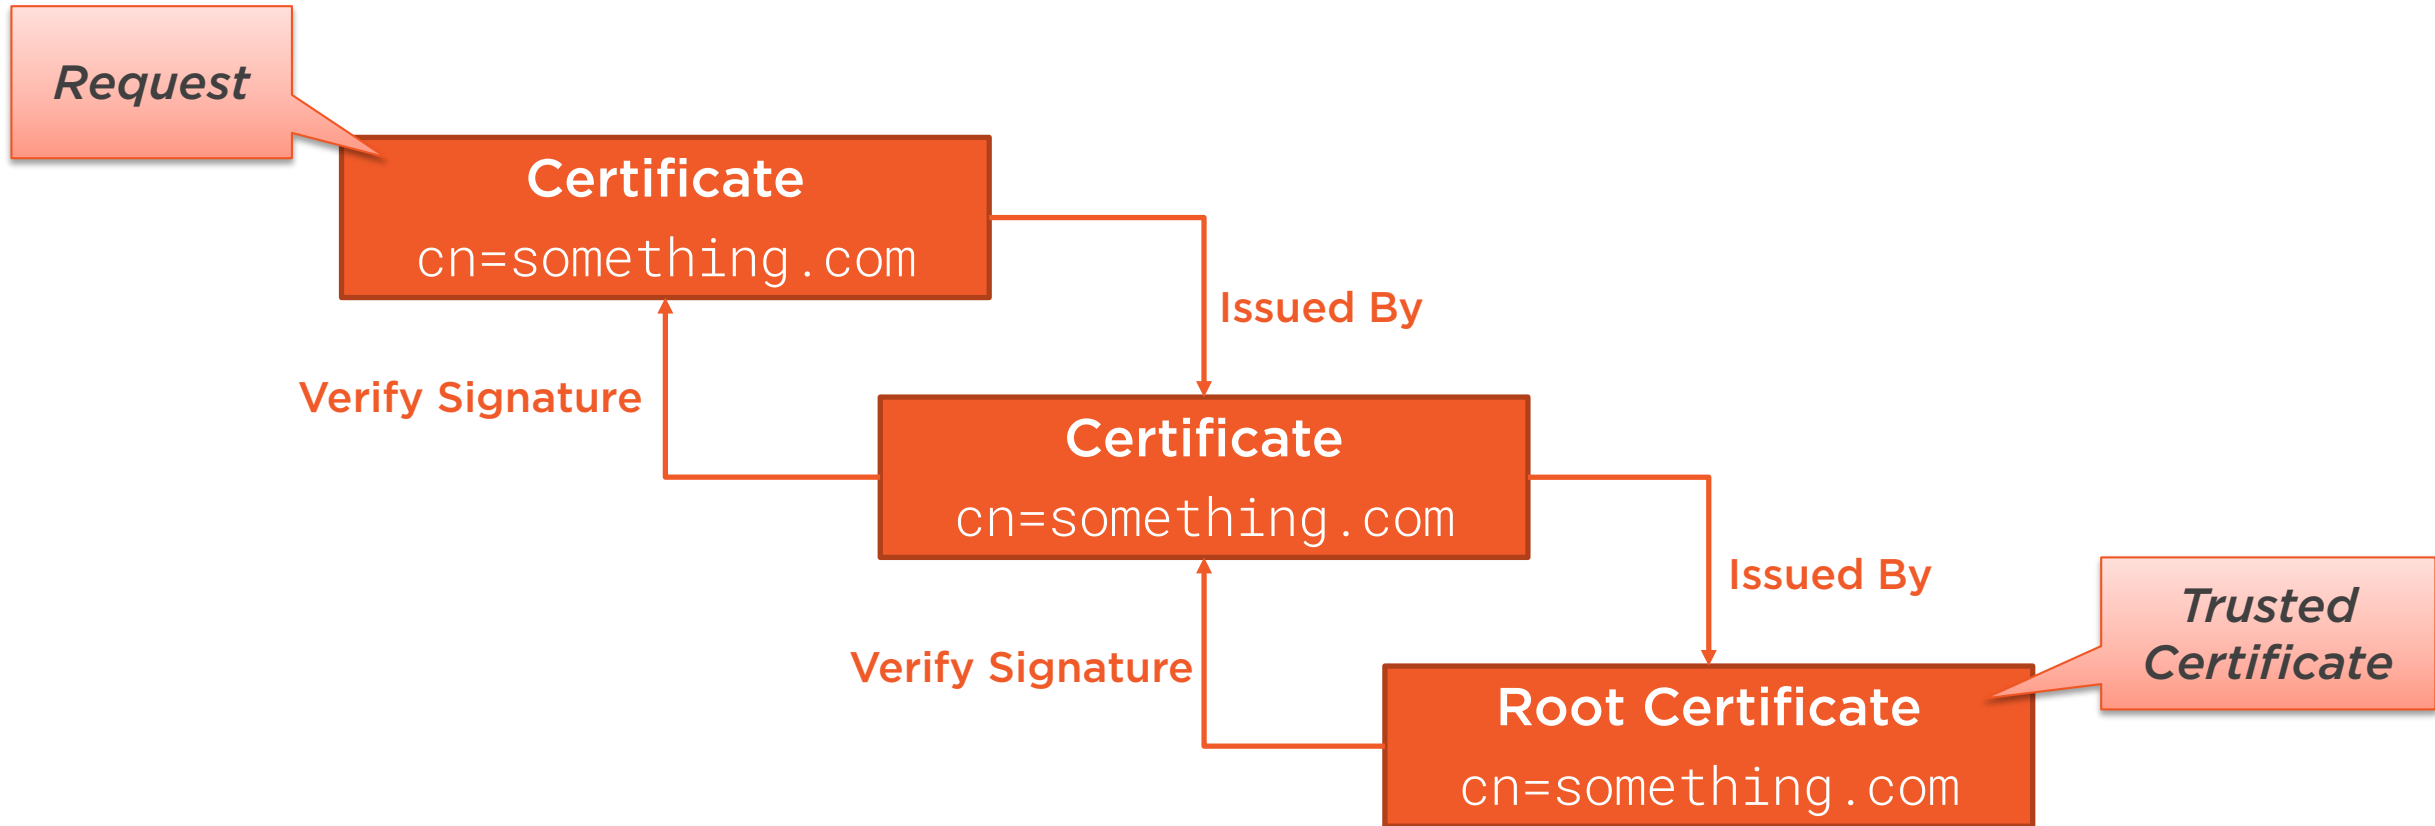 Request
Certificate
cn=something.com
Issued By
Verify Signature
Certificate
cn=something.com
Issued By
Trusted
Certificate
Verify Signature
Root Certificate
cn=something.com